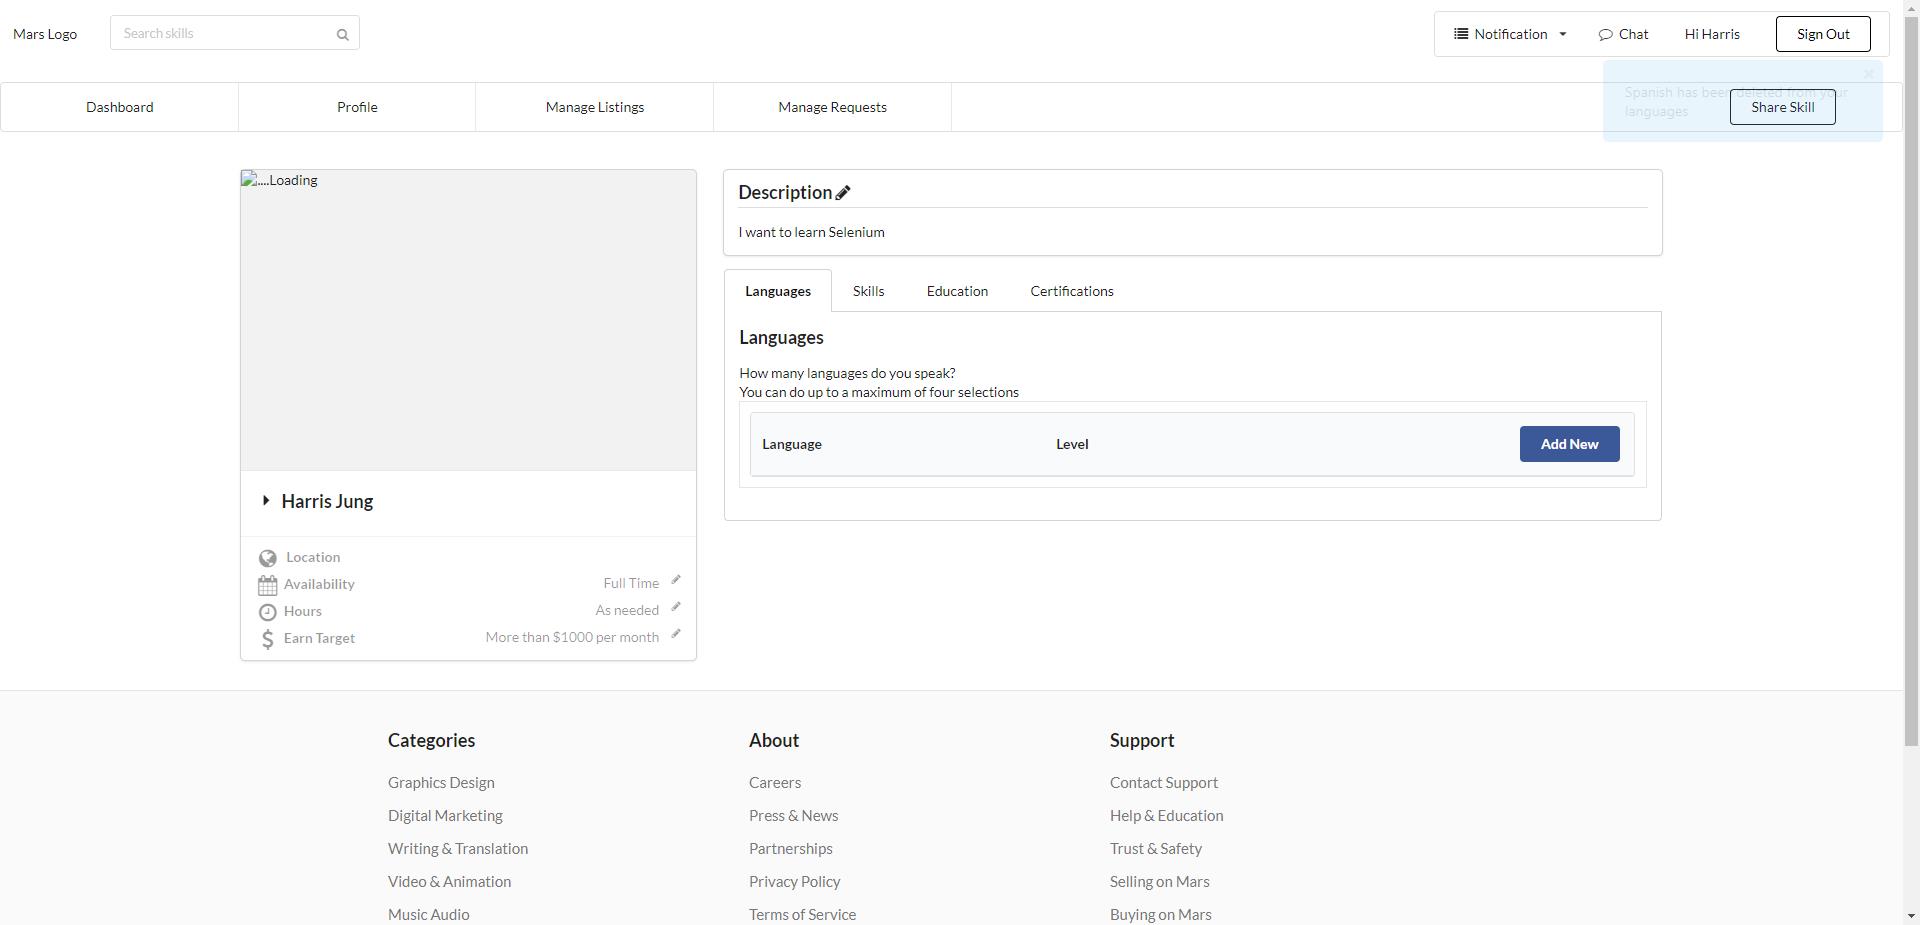 Mars Logo
Search skills
Notification
Chat
Hi Harris
Sign Out
Dashboard
Profile
Manage Listings
Manage Requests
Spanish has been deleted from your
languages
Share Skill
....Loading
Harris Jung
Location
Availability
Full Time
Hours
As needed
Earn Target
More than $1000 per month
Description
I want to learn Selenium
Languages
Skills
Education
Certifications
Languages
How many languages do you speak?
You can do up to a maximum of four selections
Language
Level
Add New
Categories
Graphics Design
Digital Marketing
Writing & Translation
Video & Animation
Music Audio
About
Careers
Press & News
Partnerships
Privacy Policy
Terms of Service
Support
Contact Support
Help & Education
Trust & Safety
Selling on Mars
Buying on Mars